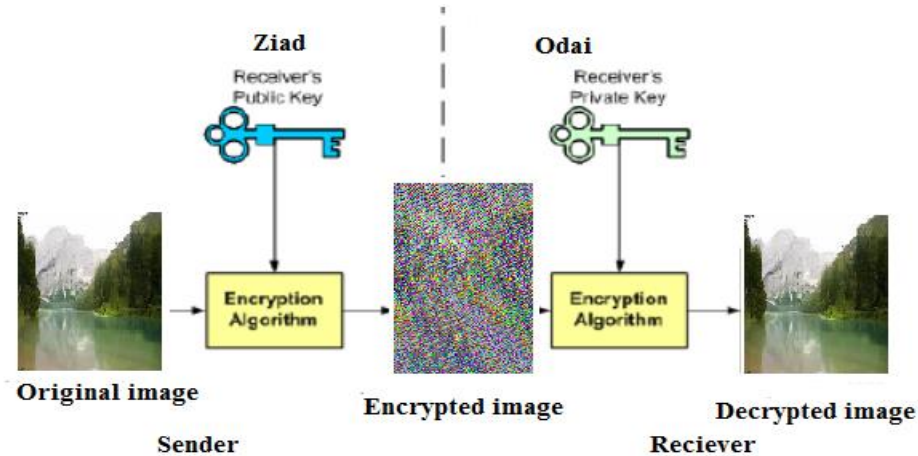 Ziad
Odai
Receiver's
Public Key
Receiver's
Private Key
Encryption
Algorithm
Encryption
Algorithm
Original image
Encrypted image
Decrypted image
Sender
Reciever